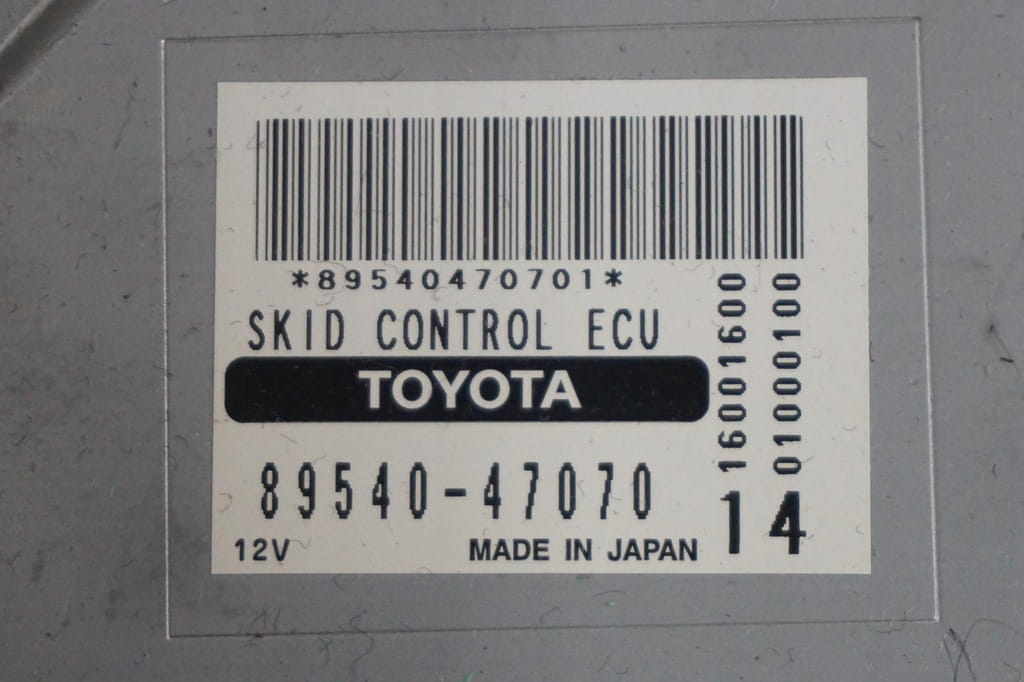 *89540470701*
SKID CONTROL ECU
TOYOTA
89540-47070
12V MADE IN JAPAN
16001600
01000100
14